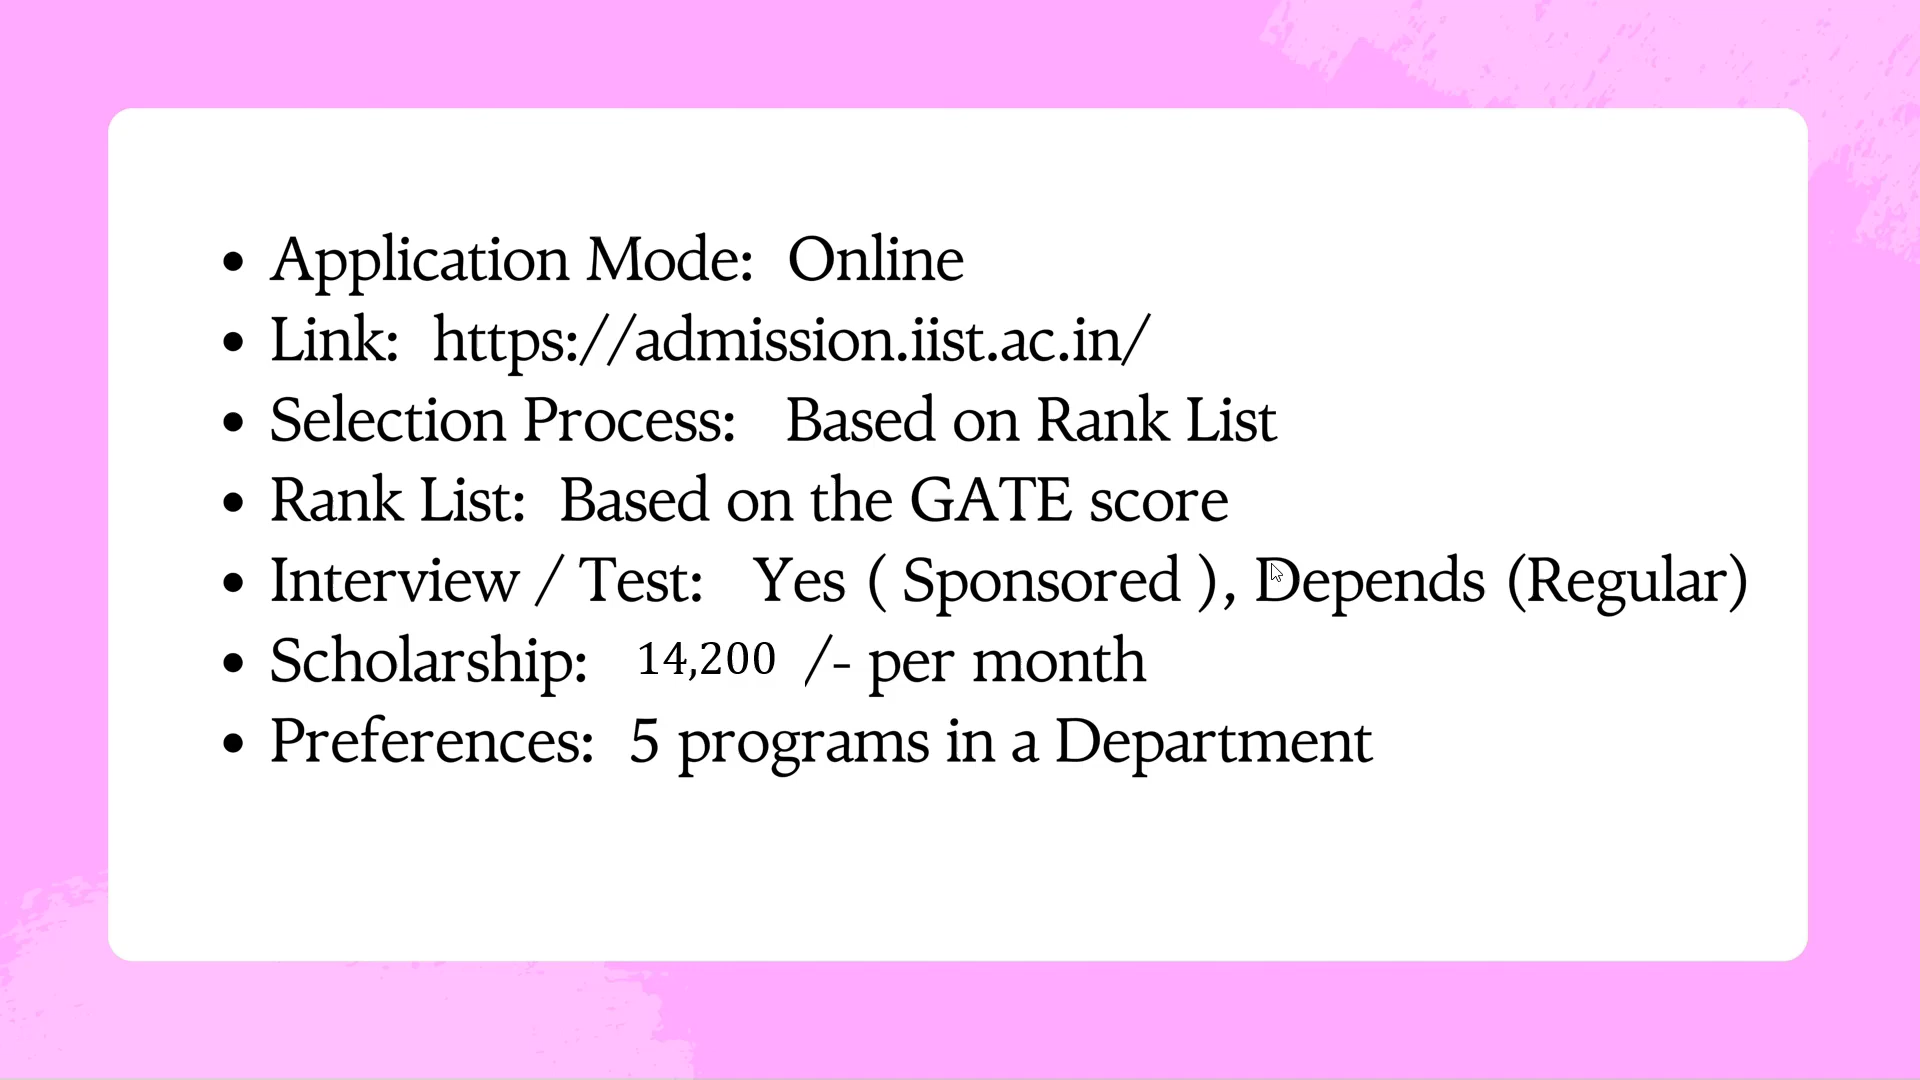 • Application Mode: Online
• Link: https://admission.iist.ac.in/
• Selection Process: Based on Rank List
• Rank List: Based on the GATE score
• Interview / Test: Yes ( Sponsored ), Depends (Regular)
• Scholarship: 14,200 /- per month
• Preferences: 5 programs in a Department